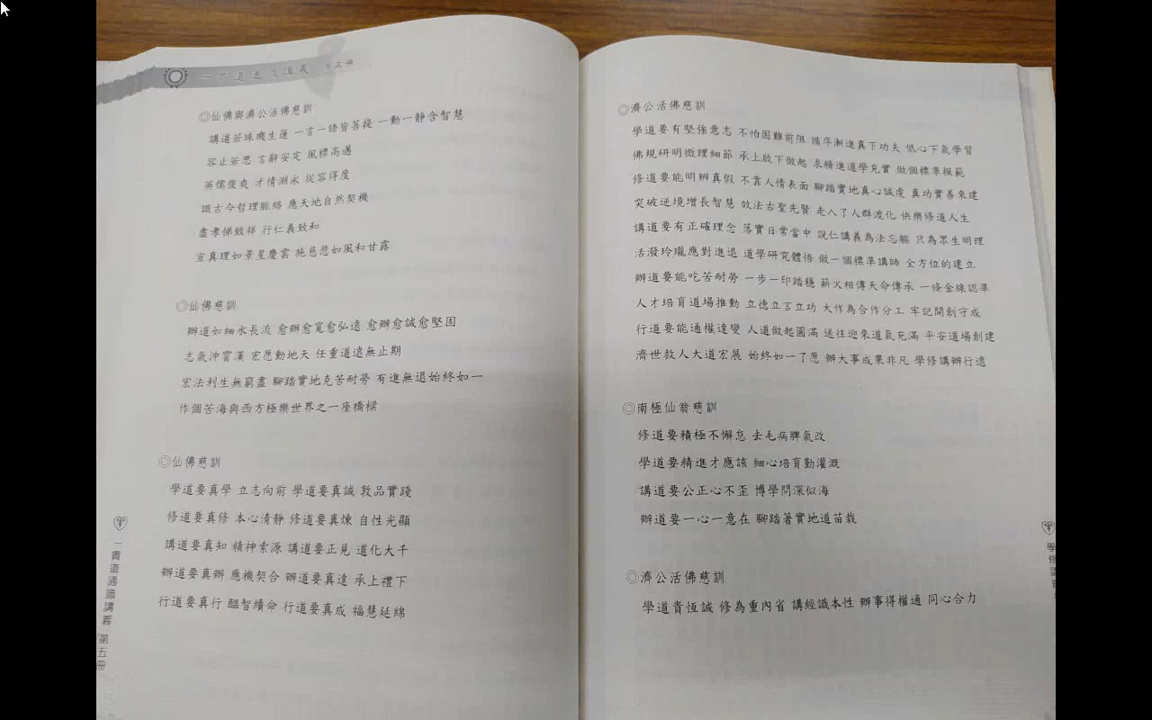 ◎仙佛與濟公活佛慈訓
講道若珠璣生蓮 一言一語皆菩提 一動一靜含智慧
容止若思 言辭安定 風標高邁
英儒俊爽 才情淵水 從容得度
識古今哲理脈絡 應天地自然契機
盡孝悌致祥 行仁義致和
宣真理如景星慶雲 施慈悲如風和甘露
◎仙佛慈訓
辦道如細水長流 愈辦愈寬愈弘遠 愈辦愈誠愈堅固
志氣沖霄漢 宏愿動地天 任重道遠無止期
宏法利生無窮盡 腳踏實地克苦耐勞 有進無退始終如一
作個苦海與西方極樂世界之一座橋樑
◎仙佛慈訓
學道要真學 立志向前 學道要真誠 敦品實踐
修道要真修 本心清靜 修道要真煉 自性光顯
講道要真知 精神索源 講道要正見 道化大千
辦道要真辦 應機契合 辦道要真達 承上禮下
行道要真行 醞智續命 行道要真成 福慧延綿
一貫道通識講義 第五冊
◎濟公活佛慈訓
學道要有堅強意志 不怕困難前阻 循序漸進真下功夫 低心下氣學習
佛規研明微理細節 承上啟下做起 求精進道學充實 做個標準模範
修道要能明辨真假 不靠人情表面 腳踏實地真心誠虔 真功實善來建
突破逆境增長智慧 效法古聖先賢 走入了人群渡化 快樂修道人生
講道要有正確理念 落實日常當中 說仁講義為法忘軀 只為眾生明理
活潑玲瓏應對進退 道學研究體悟 做一個標準講師 全方位的建立
辦道要能吃苦耐勞 一步一印踏穩 薪火相傳天命傳承 一條金線認準
人才培育道場推動 立德立言立功 大作為合作分工 牢記開創守成
行道要能通權達變 人道做起圓滿 送往迎來道氣充滿 平安道場創建
濟世救人大道宏展 始終如一了愿 辦大事成果非凡 學修講辦行遠
◎南極仙翁慈訓
修道要積極不懈怠 去毛病脾氣改
學道要精進才應該 細心培育勤灌溉
講道要公正心不歪 博學問深似海
辦道要一心一意在 腳踏著實地道苗栽
◎濟公活佛慈訓
學道貴恆誠 修為重內省 講經識本性 辦事得權通 同心合力